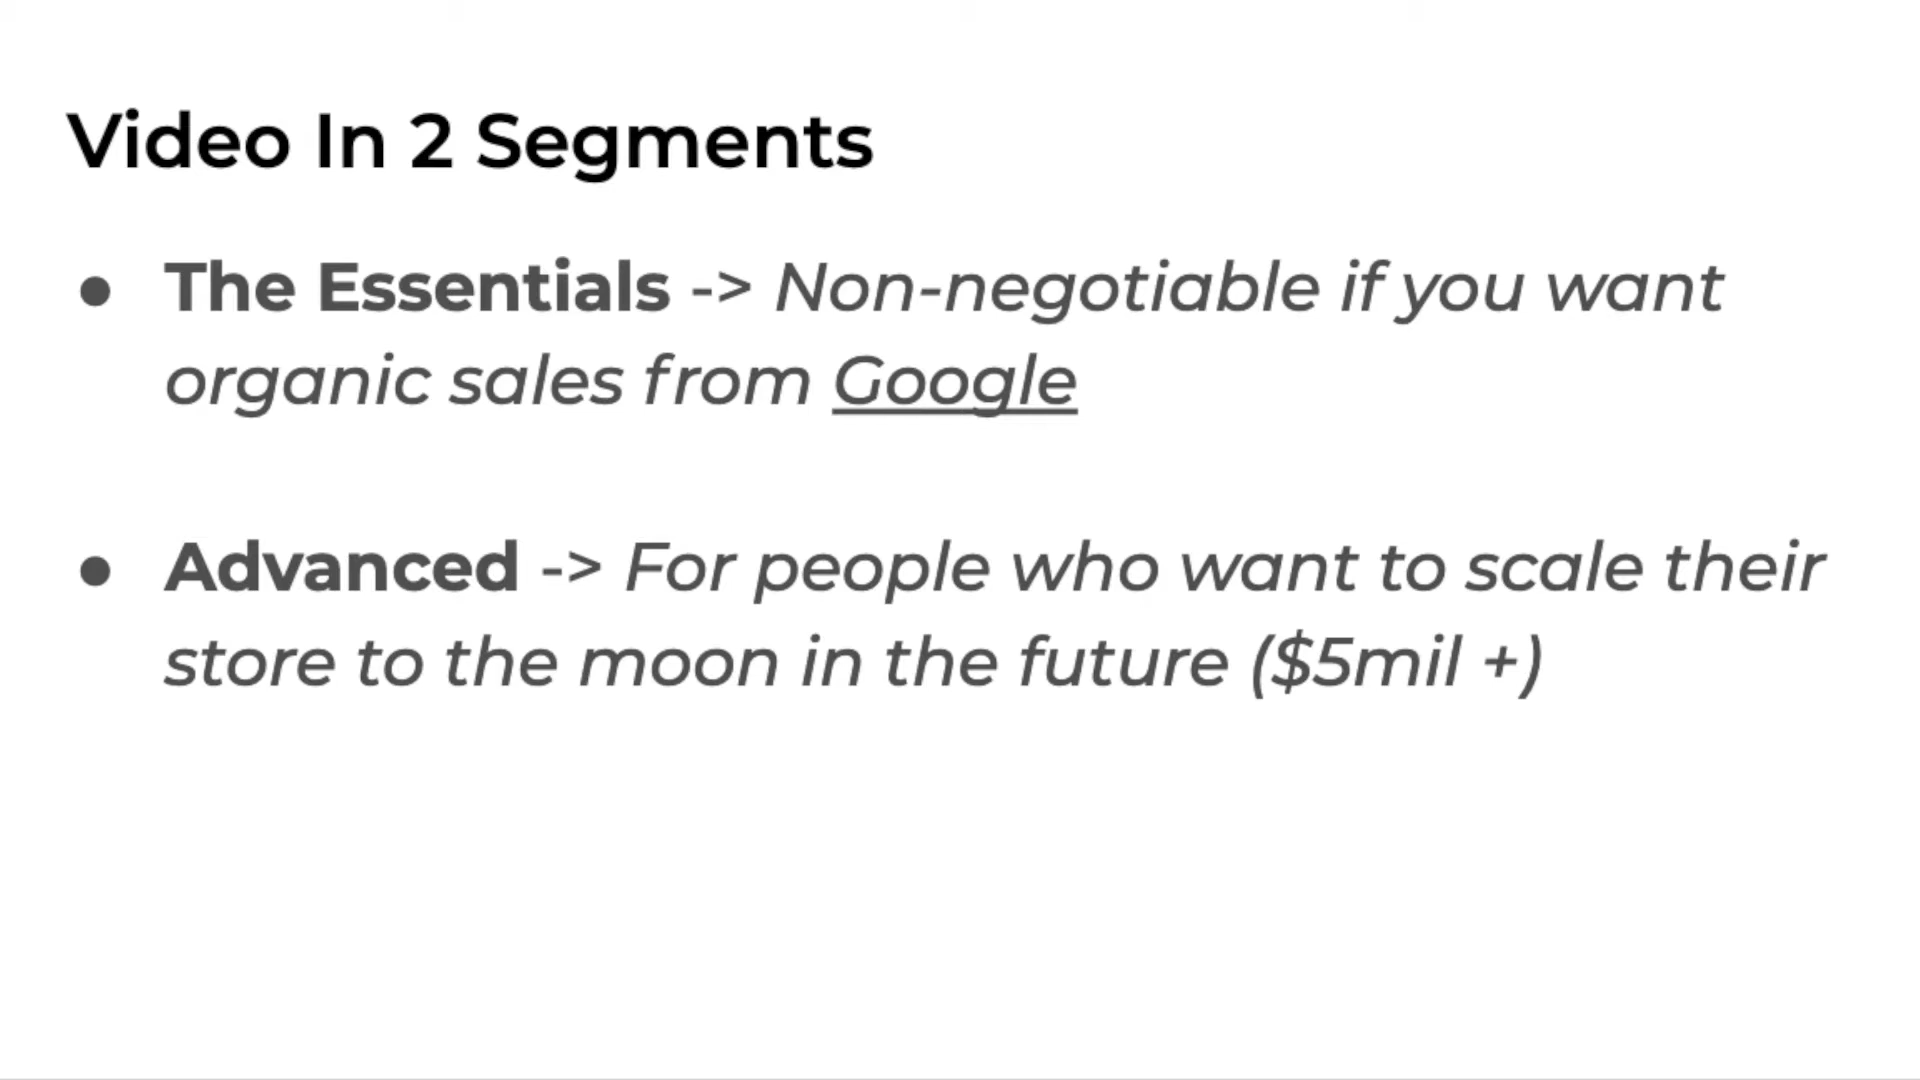 Video In 2 Segments
● The Essentials -> Non-negotiable if you want
organic sales from Google
● Advanced -> For people who want to scale their
store to the moon in the future ($5mil +)